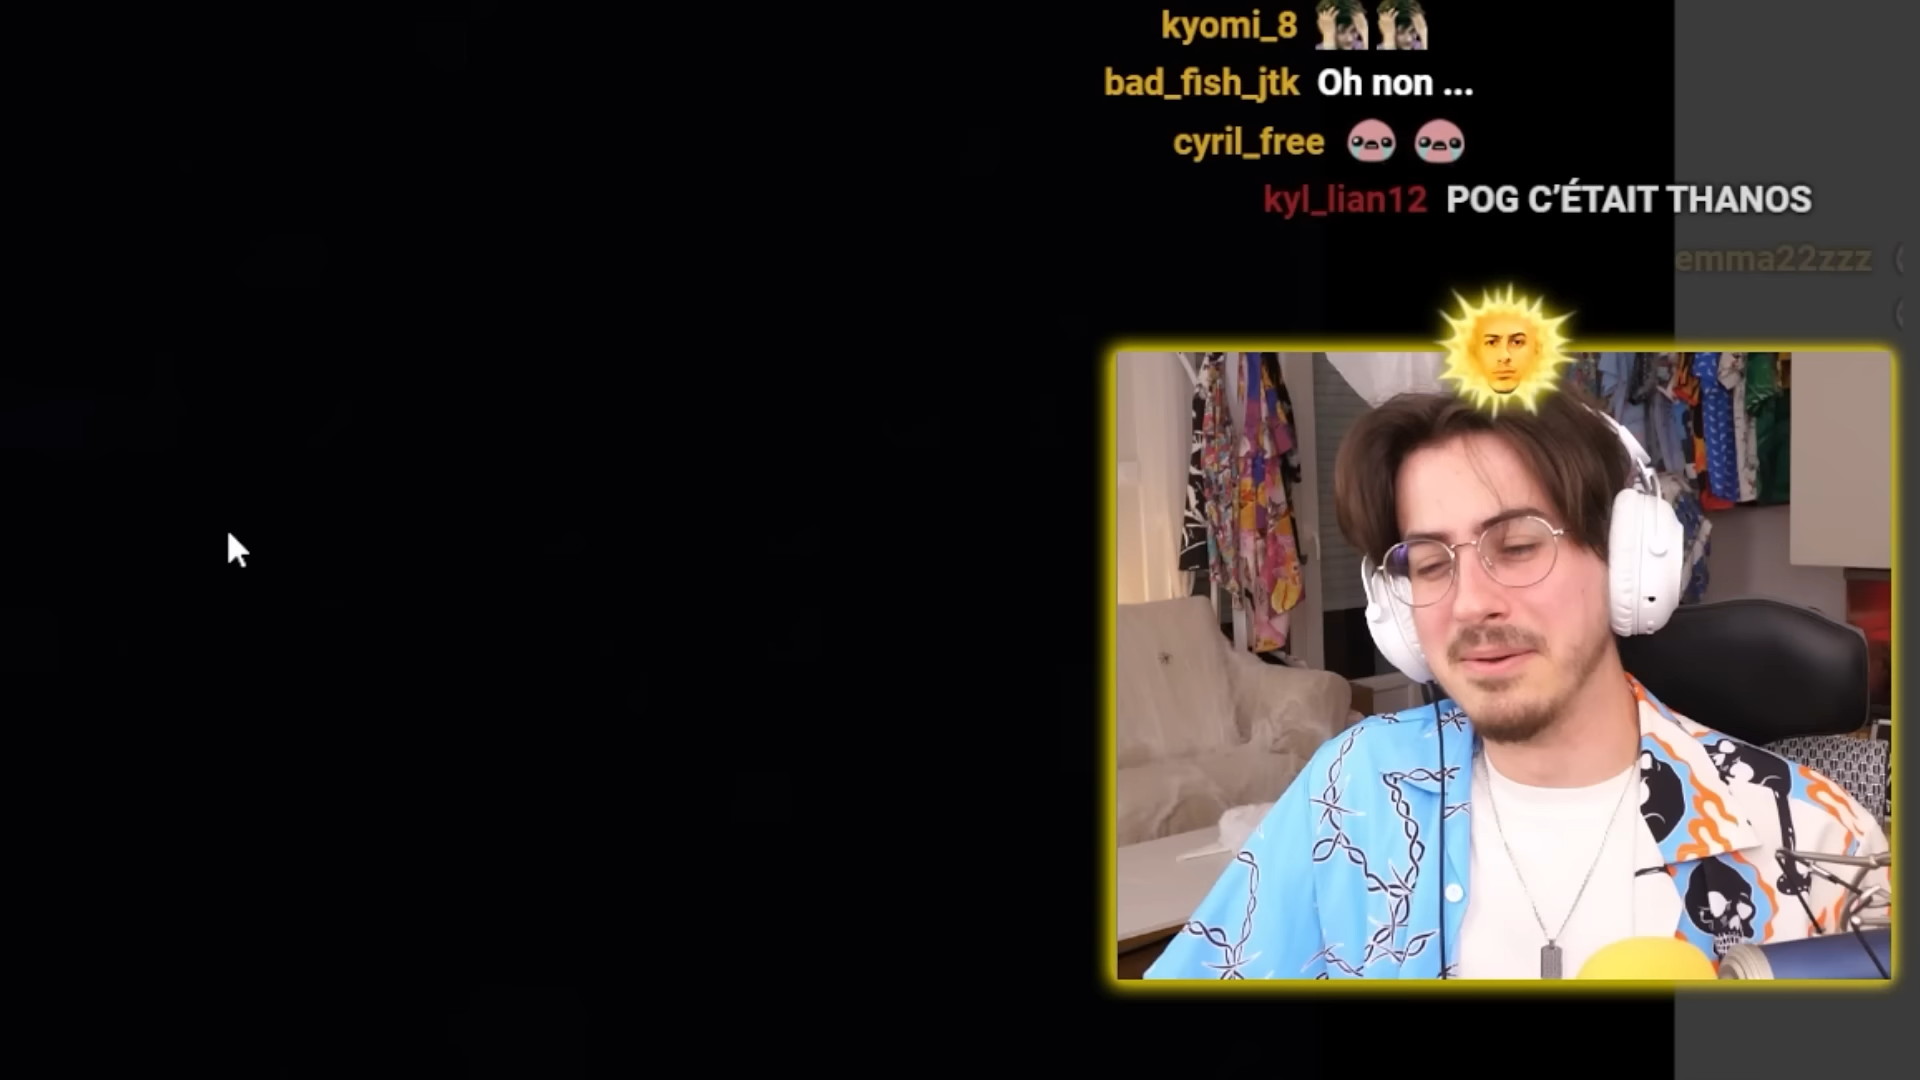 kyomi_8
bad_fish_jtk Oh non ...
cyril_free
kyl_lian12 POG C'ÉTAIT THANOS
emma22zzz